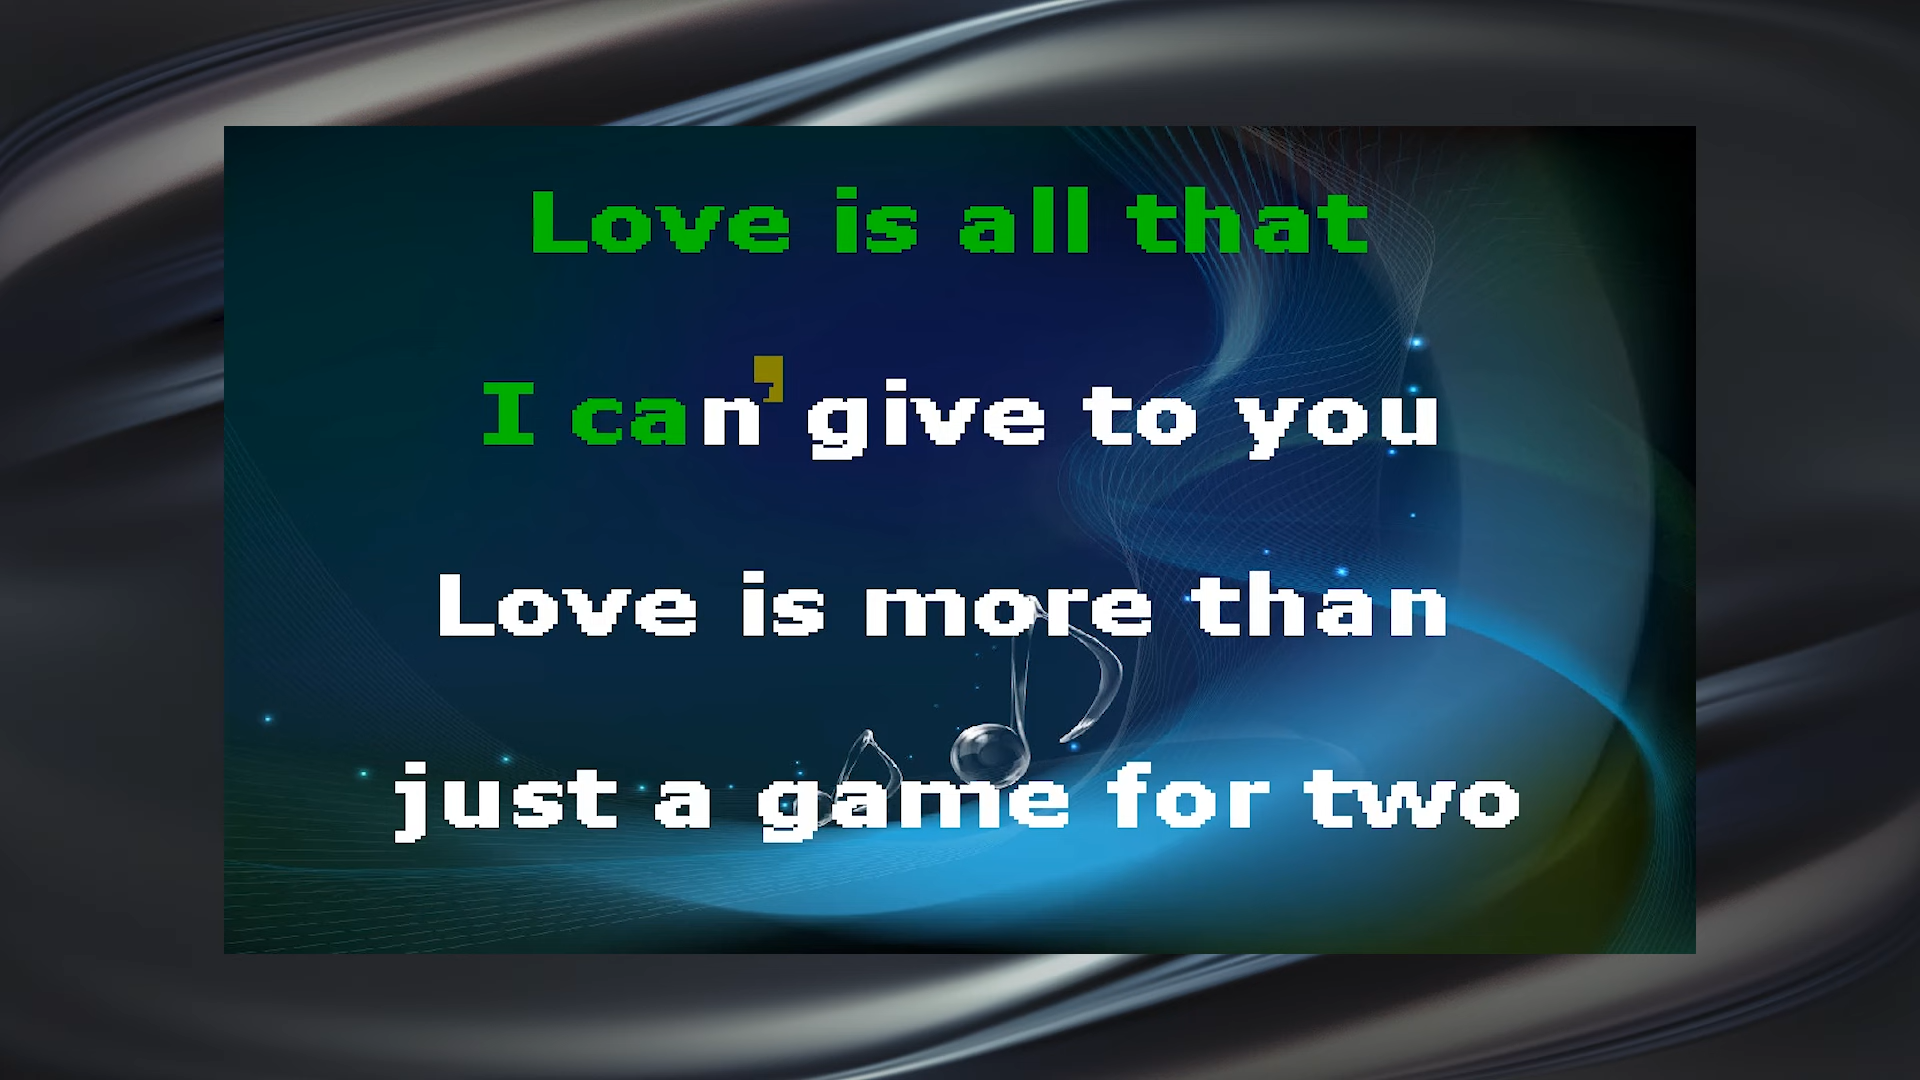 Love is all that
I can, give to you
Love is more than
just a game for two